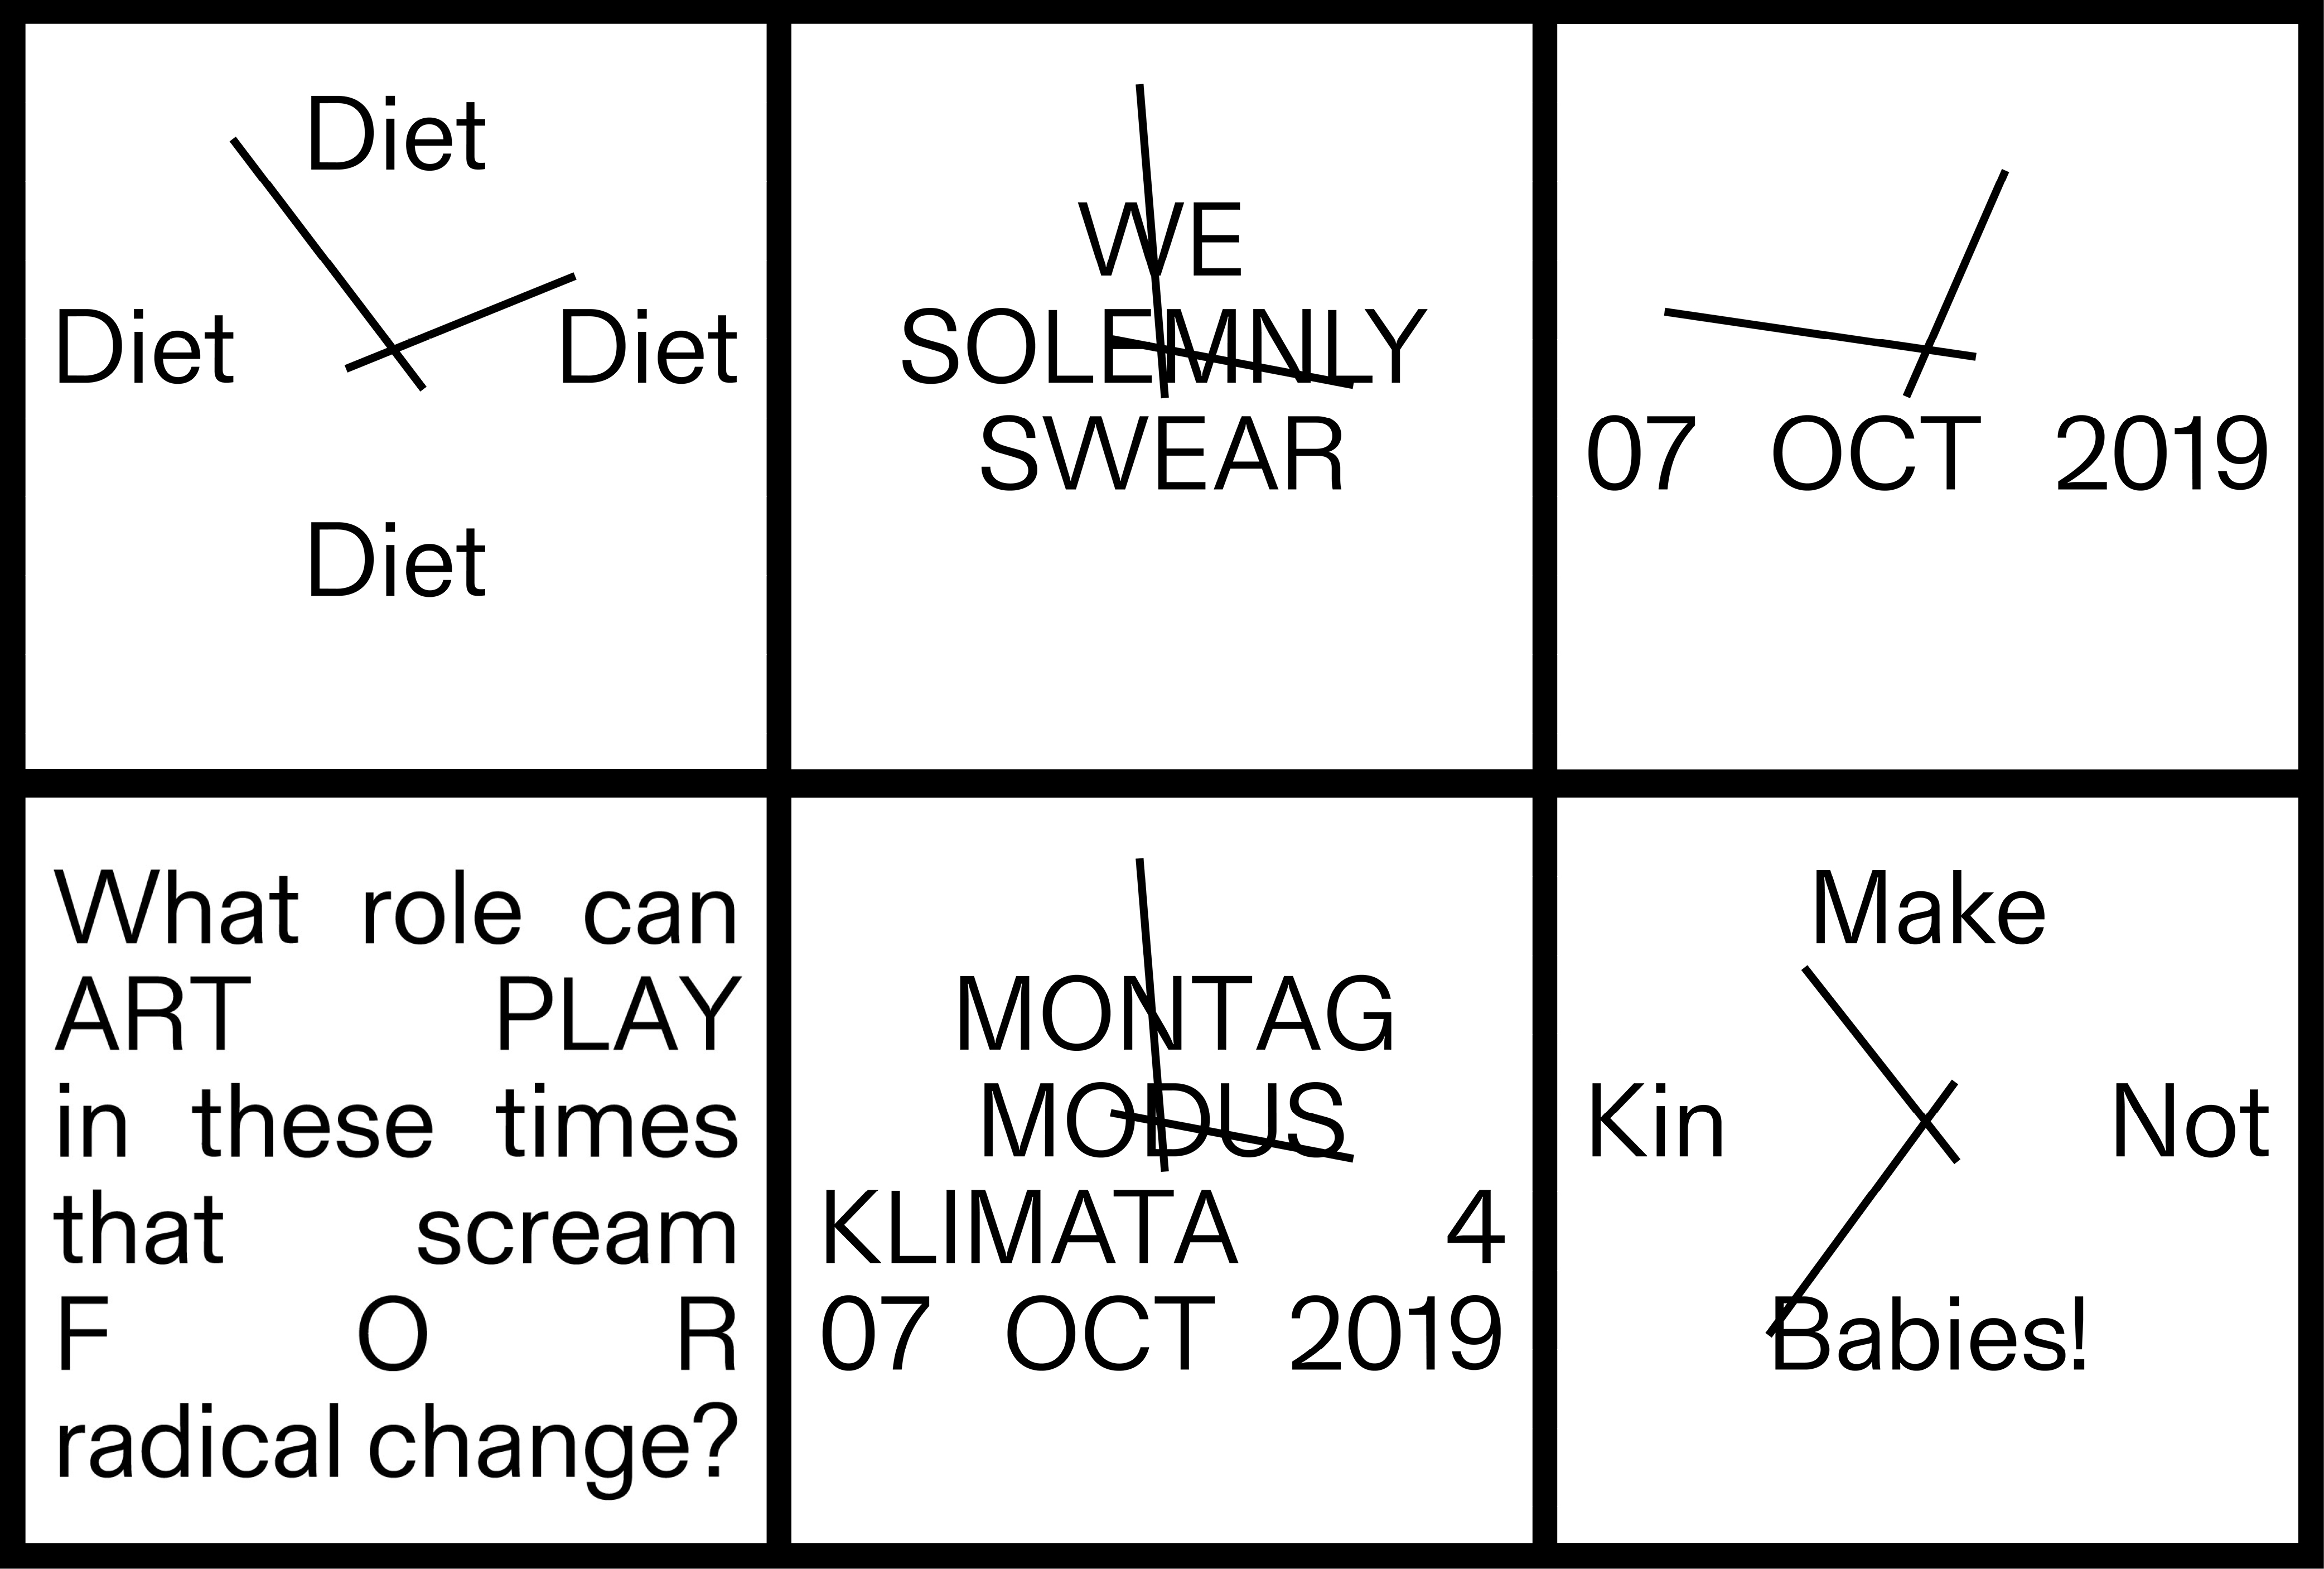 Diet
Diet Diet
Diet
WE
SOLEMNLY
SWEAR
07 OCT 2019
What role can
ART PLAY
in these times
that scream
F O R
radical change?
MONTAG
MODUS
KLIMATA 4
07 OCT 2019
Make
Kin Not
Babies!